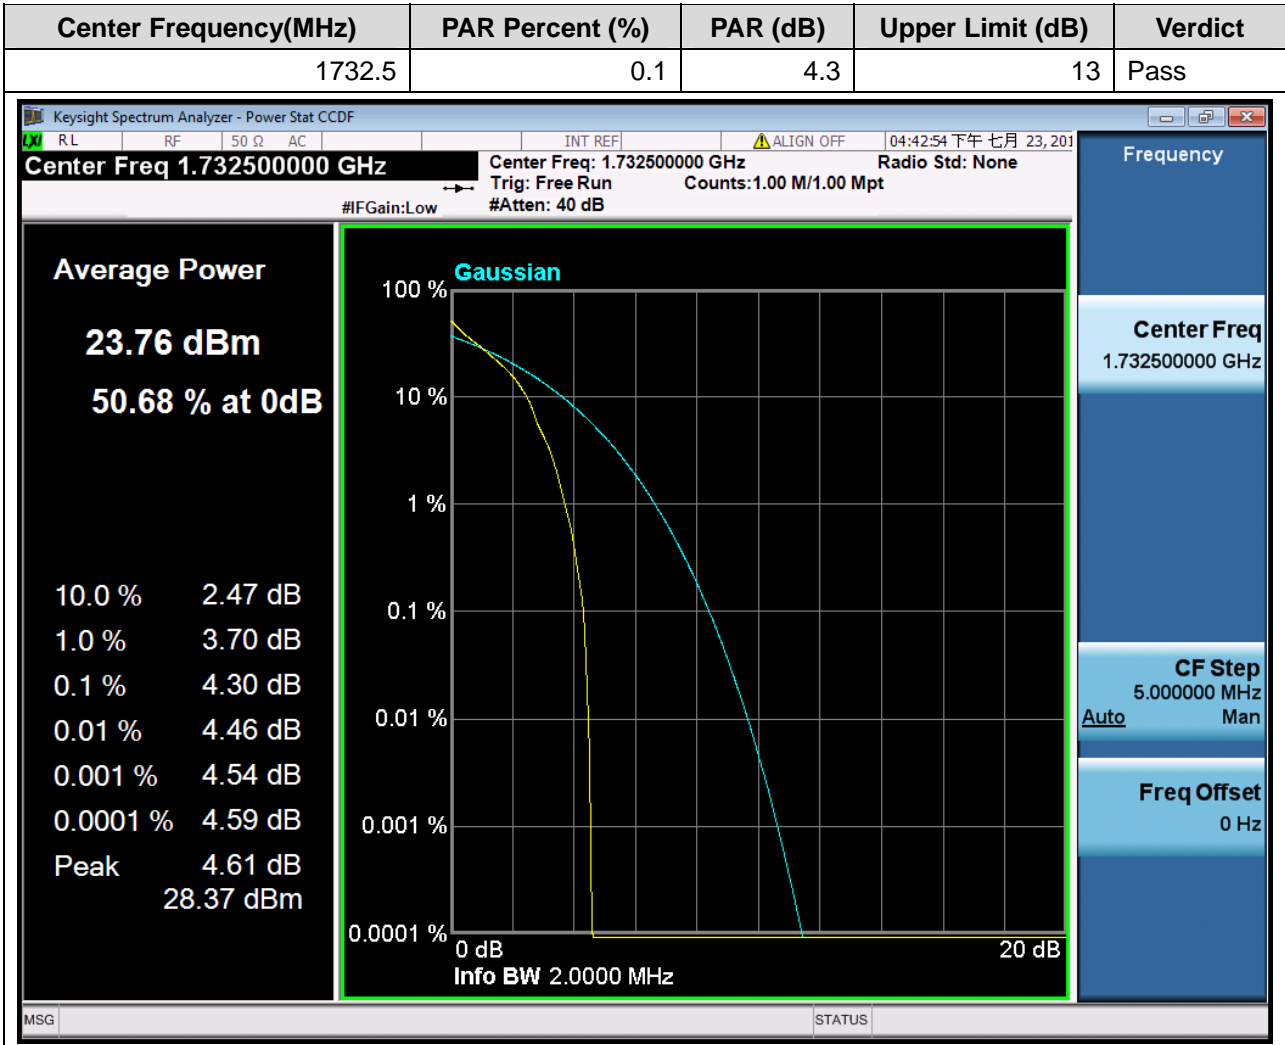 Center Frequency(MHz) PAR Percent (%) PAR (dB) Upper Limit (dB) Verdict
1732.5 0.1 4.3 13 Pass
Keysight Spectrum Analyzer - Power Stat CCDF
LXI RL RF 50 Ω AC INT REF ALIGN OFF 04:42:54 下午 七月 23, 201
Center Freq 1.732500000 GHz
#IFGain:Low
Center Freq: 1.732500000 GHz Radio Std: None
Trig: Free Run Counts:1.00 M/1.00 Mpt
#Atten: 40 dB
Average Power
23.76 dBm
50.68 % at 0dB
10.0 % 2.47 dB
1.0 % 3.70 dB
0.1 % 4.30 dB
0.01 % 4.46 dB
0.001 % 4.54 dB
0.0001 % 4.59 dB
Peak 4.61 dB
28.37 dBm
Gaussian
100 %
10 %
1 %
0.1 %
0.01 %
0.001 %
0.0001 %
0 dB 20 dB
Info BW 2.0000 MHz
Frequency
Center Freq
1.732500000 GHz
CF Step
5.000000 MHz
Auto Man
Freq Offset
0 Hz
MSG STATUS